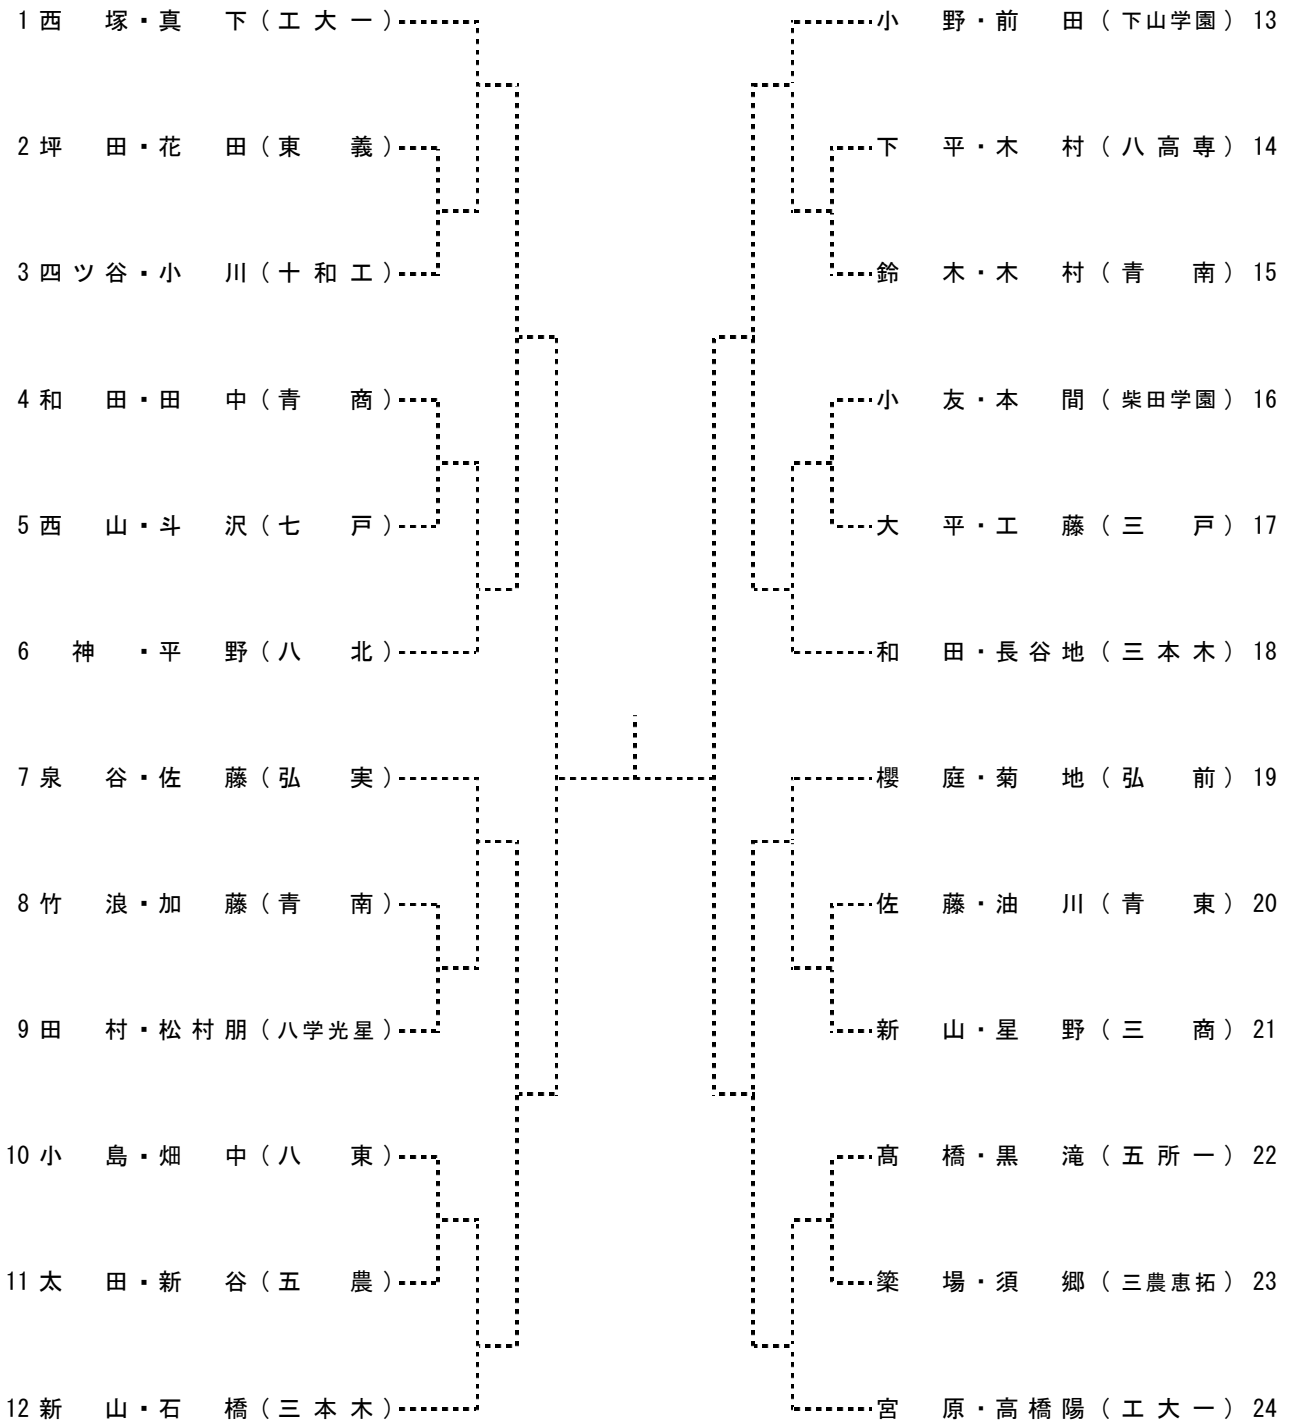 1 西 塚・真 下 (工 大 一)
2 坪 田・花 田 (東 義)
3 四ツ谷・小 川 (十 和 工)
4 和 田・田 中 (青 商)
5 西 山・斗 沢 (七 戸)
6 神 ・平 野 (八 北)
7 泉 谷・佐 藤 (弘 実)
8 竹 浪・加 藤 (青 南)
9 田 村・松村朋 (八学光星)
10 小 島・畑 中 (八 東)
11 太 田・新 谷 (五 農)
12 新 山・石 橋 (三 本 木)
小 野・前 田 (下山学園) 13
下 平・木 村 (八 高 専) 14
鈴 木・木 村 (青 南) 15
小 友・本 間 (柴田学園) 16
大 平・工 藤 (三 戸) 17
和 田・長谷地 (三 本 木) 18
櫻 庭・菊 地 (弘 前) 19
佐 藤・油 川 (青 東) 20
新 山・星 野 (三 商) 21
髙 橋・黒 滝 (五 所 一) 22
簗 場・須 郷 (三農恵拓) 23
宮 原・高橋陽 (工 大 一) 24